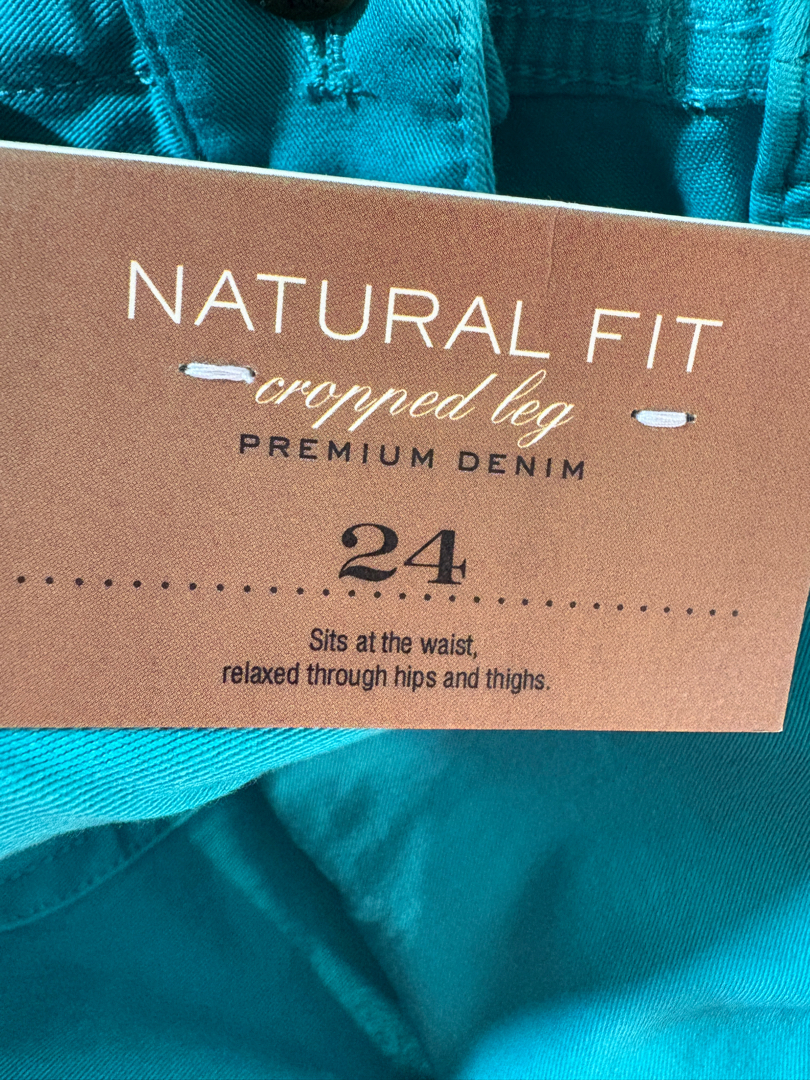 NATURAL FIT
cropped leg
PREMIUM DENIM
24
Sits at the waist,
relaxed through hips and thighs.